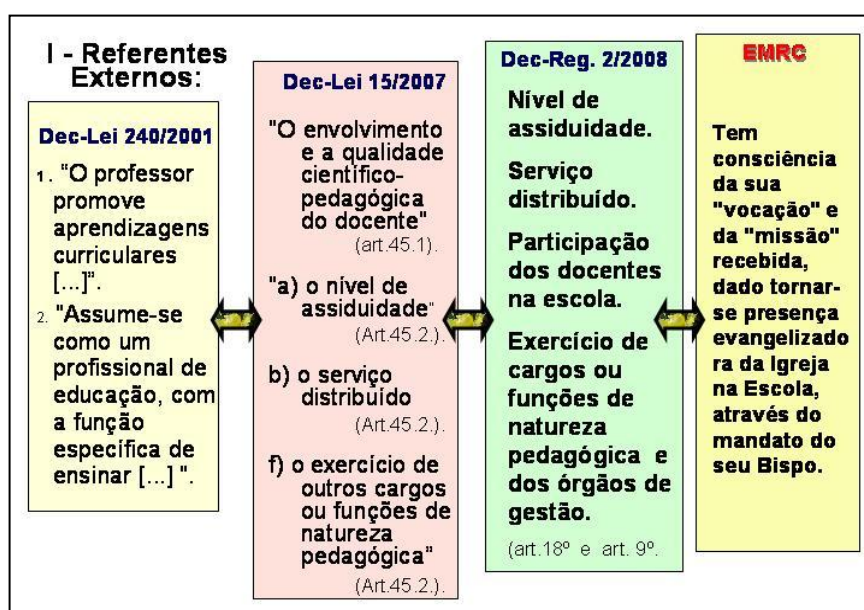 I - Referentes
Externos:
Dec-Lei 240/2001
1. “O professor
promove
aprendizagens
curriculares
[...]”.
2. "Assume-se
como um
profissional de
educação, com
a função
específica de
ensinar [...] ".
Dec-Lei 15/2007
"O envolvimento
e a qualidade
científico-
pedagógica
do docente"
(art.45.1).
"a) o nível de
assiduidade"
(Art.45.2.).
b) o serviço
distribuído
(Art.45.2.).
f) o exercício de
outros cargos
ou funções de
natureza
pedagógica”
(Art.45.2.).
Dec-Reg. 2/2008
Nível de
assiduidade.
Serviço
distribuído.
Participação
dos docentes
na escola.
Exercício de
cargos ou
funções de
natureza
pedagógica e
dos órgãos de
gestão.
(art.18º e art. 9º.
EMRC
Tem
consciência
da sua
"vocação" e
da "missão"
recebida,
dado tornar-
se presença
evangelizado
ra da Igreja
na Escola,
através do
mandato do
seu Bispo.